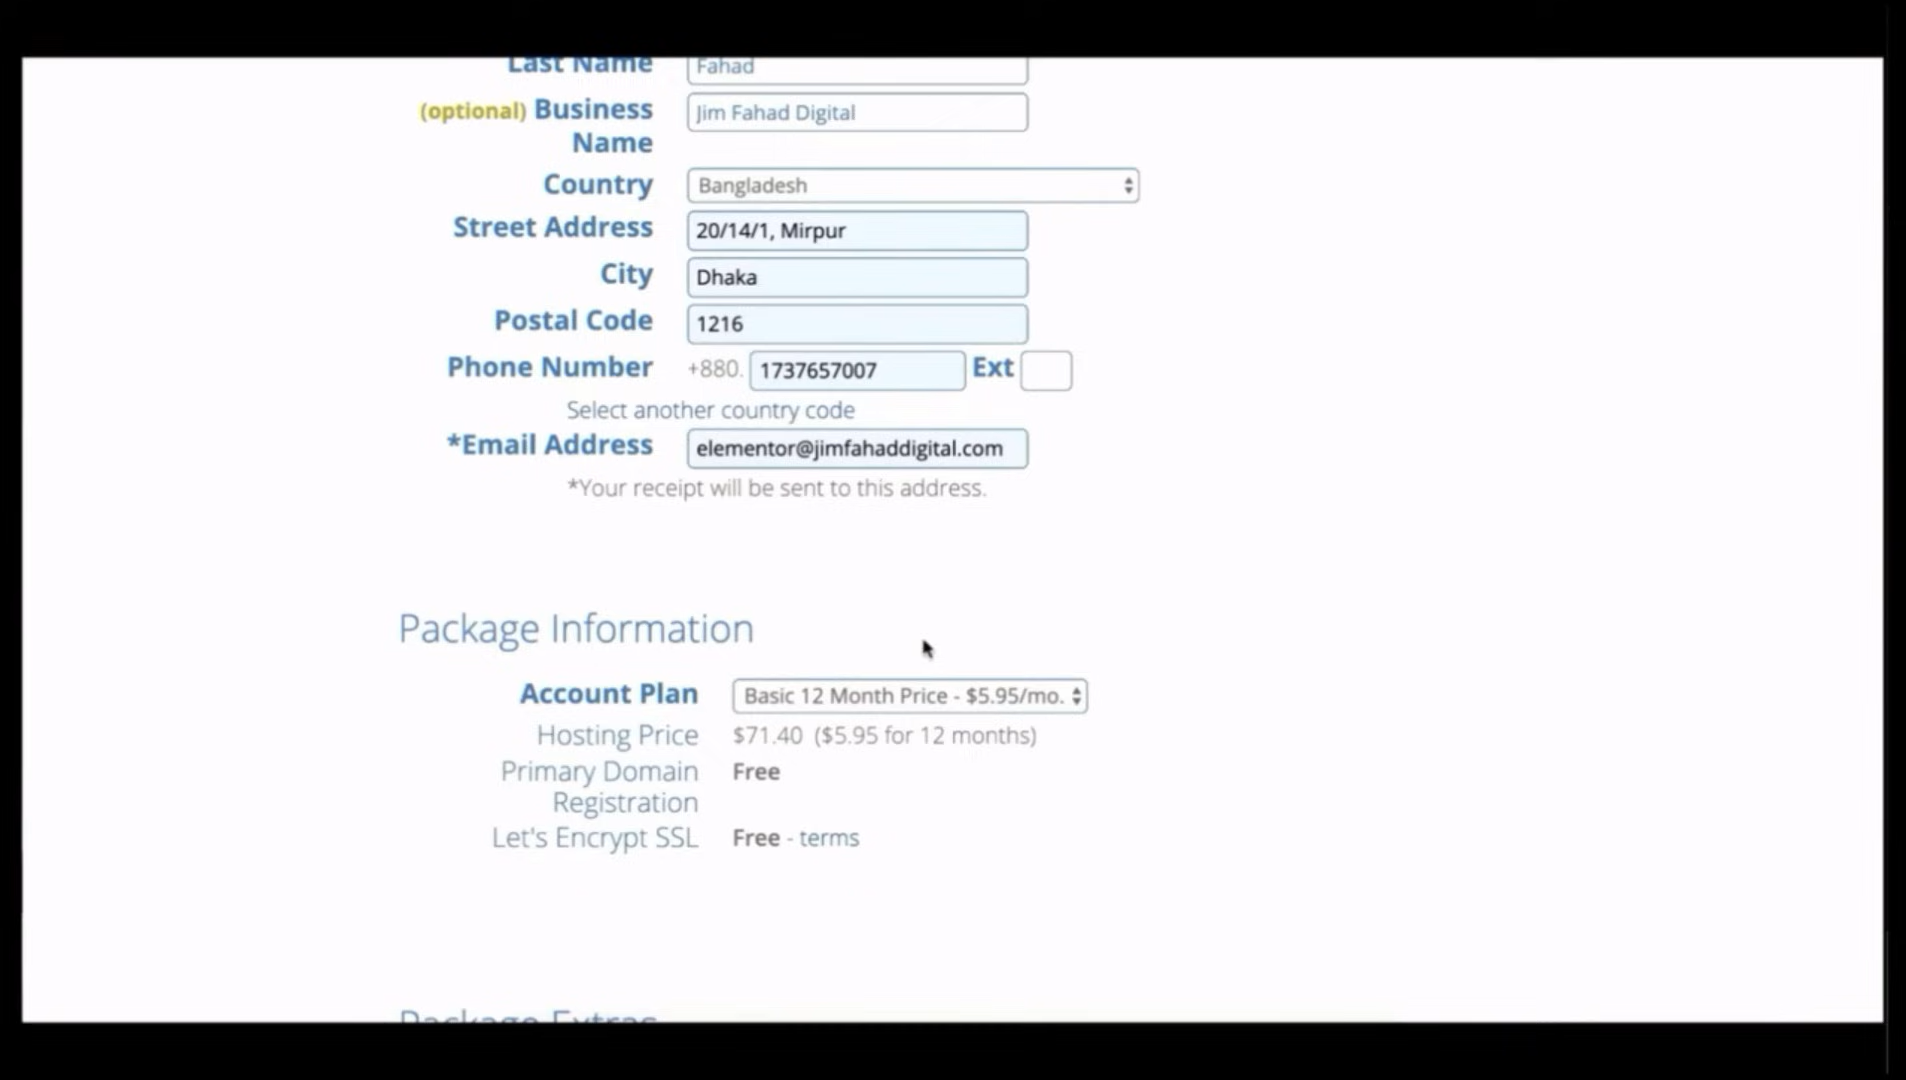 Last Name Fahad
(optional) Business Jim Fahad Digital
Name
Country Bangladesh
Street Address 20/14/1, Mirpur
City Dhaka
Postal Code 1216
Phone Number +880. 1737657007 Ext
Select another country code
*Email Address elementor@jimfahaddigital.com
*Your receipt will be sent to this address.
Package Information
Account Plan Basic 12 Month Price - $5.95/mo.
Hosting Price $71.40 ($5.95 for 12 months)
Primary Domain Free
Registration
Let's Encrypt SSL Free - terms
Package Extras